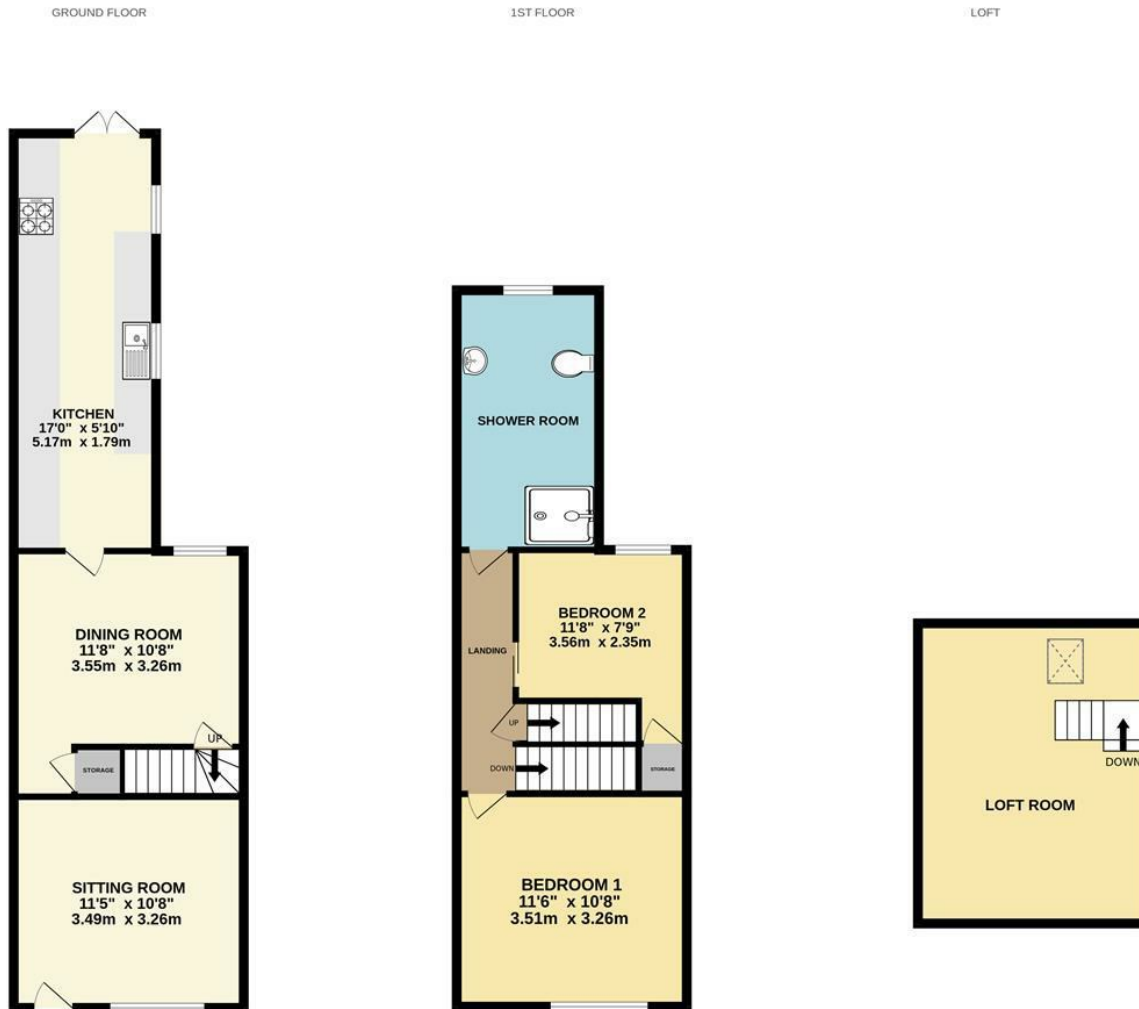 GROUND FLOOR
1ST FLOOR
LOFT
KITCHEN
17'0" x 5'10"
5.17m x 1.79m
DINING ROOM
11'8" x 10'8"
3.55m x 3.26m
UP
STORAGE
SITTING ROOM
11'5" x 10'8"
3.49m x 3.26m
SHOWER ROOM
BEDROOM 2
11'8" x 7'9"
3.56m x 2.35m
LANDING
UP
DOWN
STORAGE
BEDROOM 1
11'6" x 10'8"
3.51m x 3.26m
DOWN
LOFT ROOM